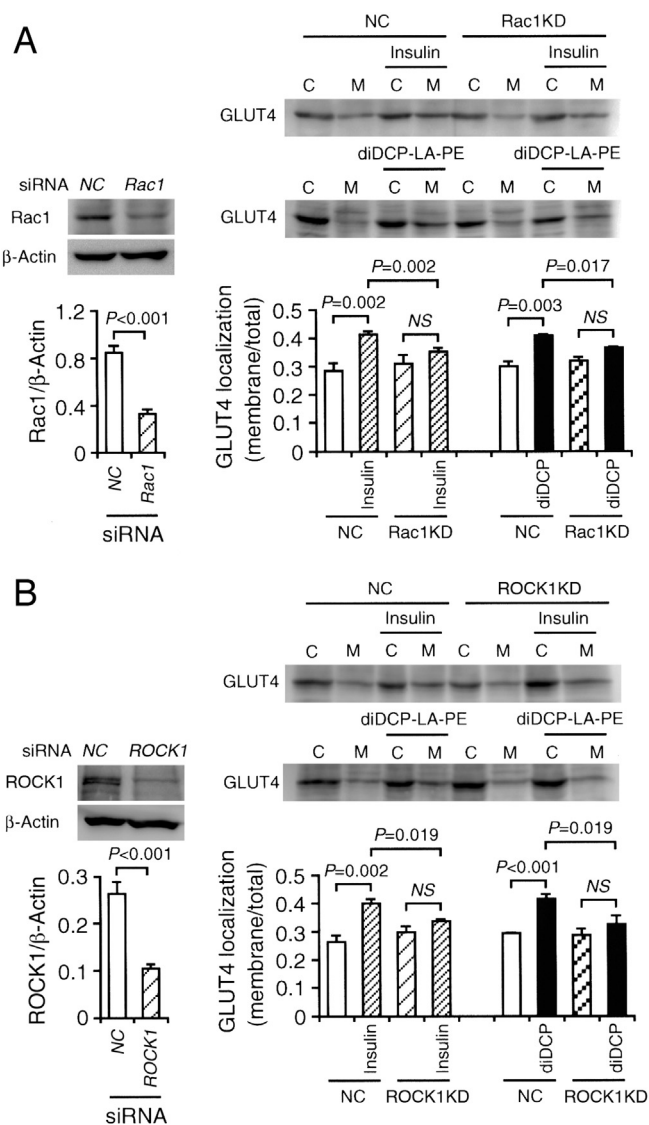 A
NC Rac1KD
Insulin Insulin
C M C M C M C M
GLUT4
diDCP-LA-PE diDCP-LA-PE
siRNA NC Rac1
C M C M C M C M
Rac1
GLUT4
β-Actin
P=0.002 P=0.017
1.2
P<0.001
0.8
0.4
0
Rac1/β-Actin
NC Rac1
siRNA
P=0.002 NS P=0.003 NS
0.5
0.4
0.3
0.2
0.1
0
GLUT4 localization
(membrane/total)
Insulin Insulin diDCP diDCP
NC Rac1KD NC Rac1KD
B
NC ROCK1KD
Insulin Insulin
C M C M C M C M
GLUT4
diDCP-LA-PE diDCP-LA-PE
siRNA NC ROCK1
C M C M C M C M
ROCK1
GLUT4
β-Actin
P=0.019 P=0.019
P<0.001
0.3
0.2
0.1
0
ROCK1/β-Actin
NC ROCK1
siRNA
P=0.002 NS P<0.001 NS
0.5
0.4
0.3
0.2
0.1
0
GLUT4 localization
(membrane/total)
Insulin Insulin diDCP diDCP
NC ROCK1KD NC ROCK1KD